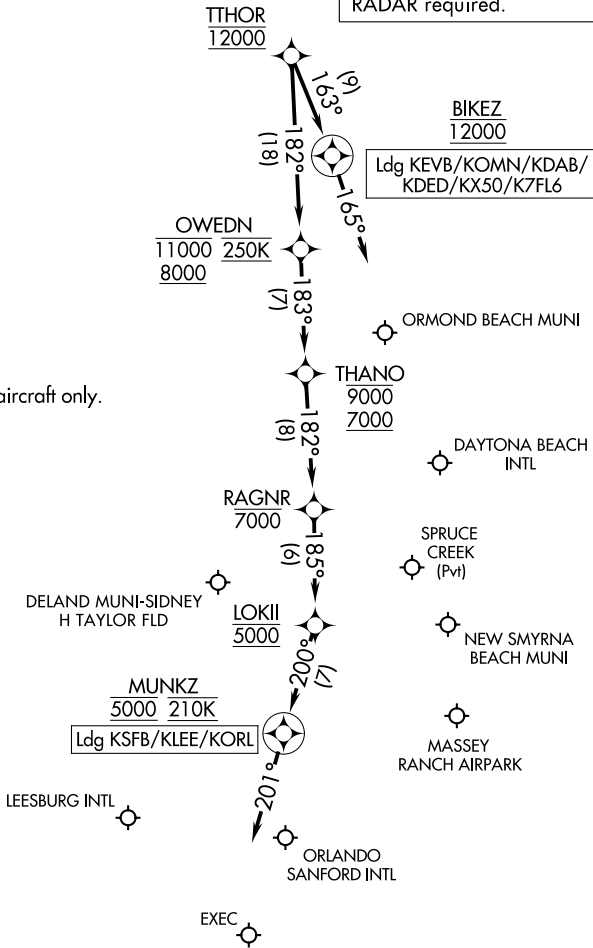 RADAR required.
TTHOR
12000
(9)
163°
BIKEZ
12000
182°
(18)
Ldg KEVB/KOMN/KDAB/
KDED/KX50/K7FL6
165°
OWEDN
11000 250K
8000
183°
(7)
ORMOND BEACH MUNI
THANO
9000
7000
aircraft only.
182°
(8)
DAYTONA BEACH
INTL
RAGNR
7000
185°
(6)
SPRUCE
CREEK
(Pvt)
DELAND MUNI-SIDNEY
H TAYLOR FLD
LOKII
5000
NEW SMYRNA
BEACH MUNI
200°
(7)
MUNKZ
5000 210K
Ldg KSFB/KLEE/KORL
MASSEY
RANCH AIRPARK
201°
LEESBURG INTL
ORLANDO
SANFORD INTL
EXEC